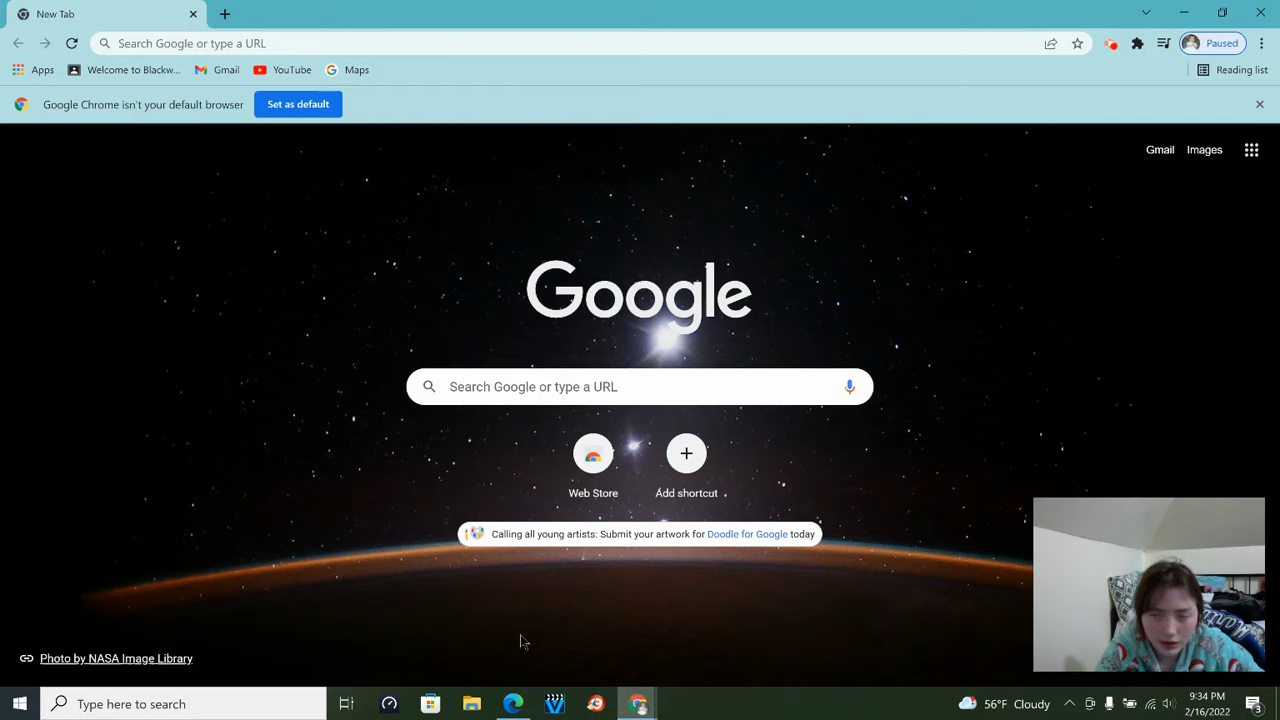 New Tab
Search Google or type a URL
Paused
Apps
Welcome to Blackw...
Gmail
YouTube
Maps
Reading list
Google Chrome isn't your default browser
Set as default
Gmail
Images
Google
Search Google or type a URL
Web Store
Add shortcut
Calling all young artists: Submit your artwork for Doodle for Google today
Photo by NASA Image Library
Type here to search
56°F Cloudy
9:34 PM
2/16/2022
3